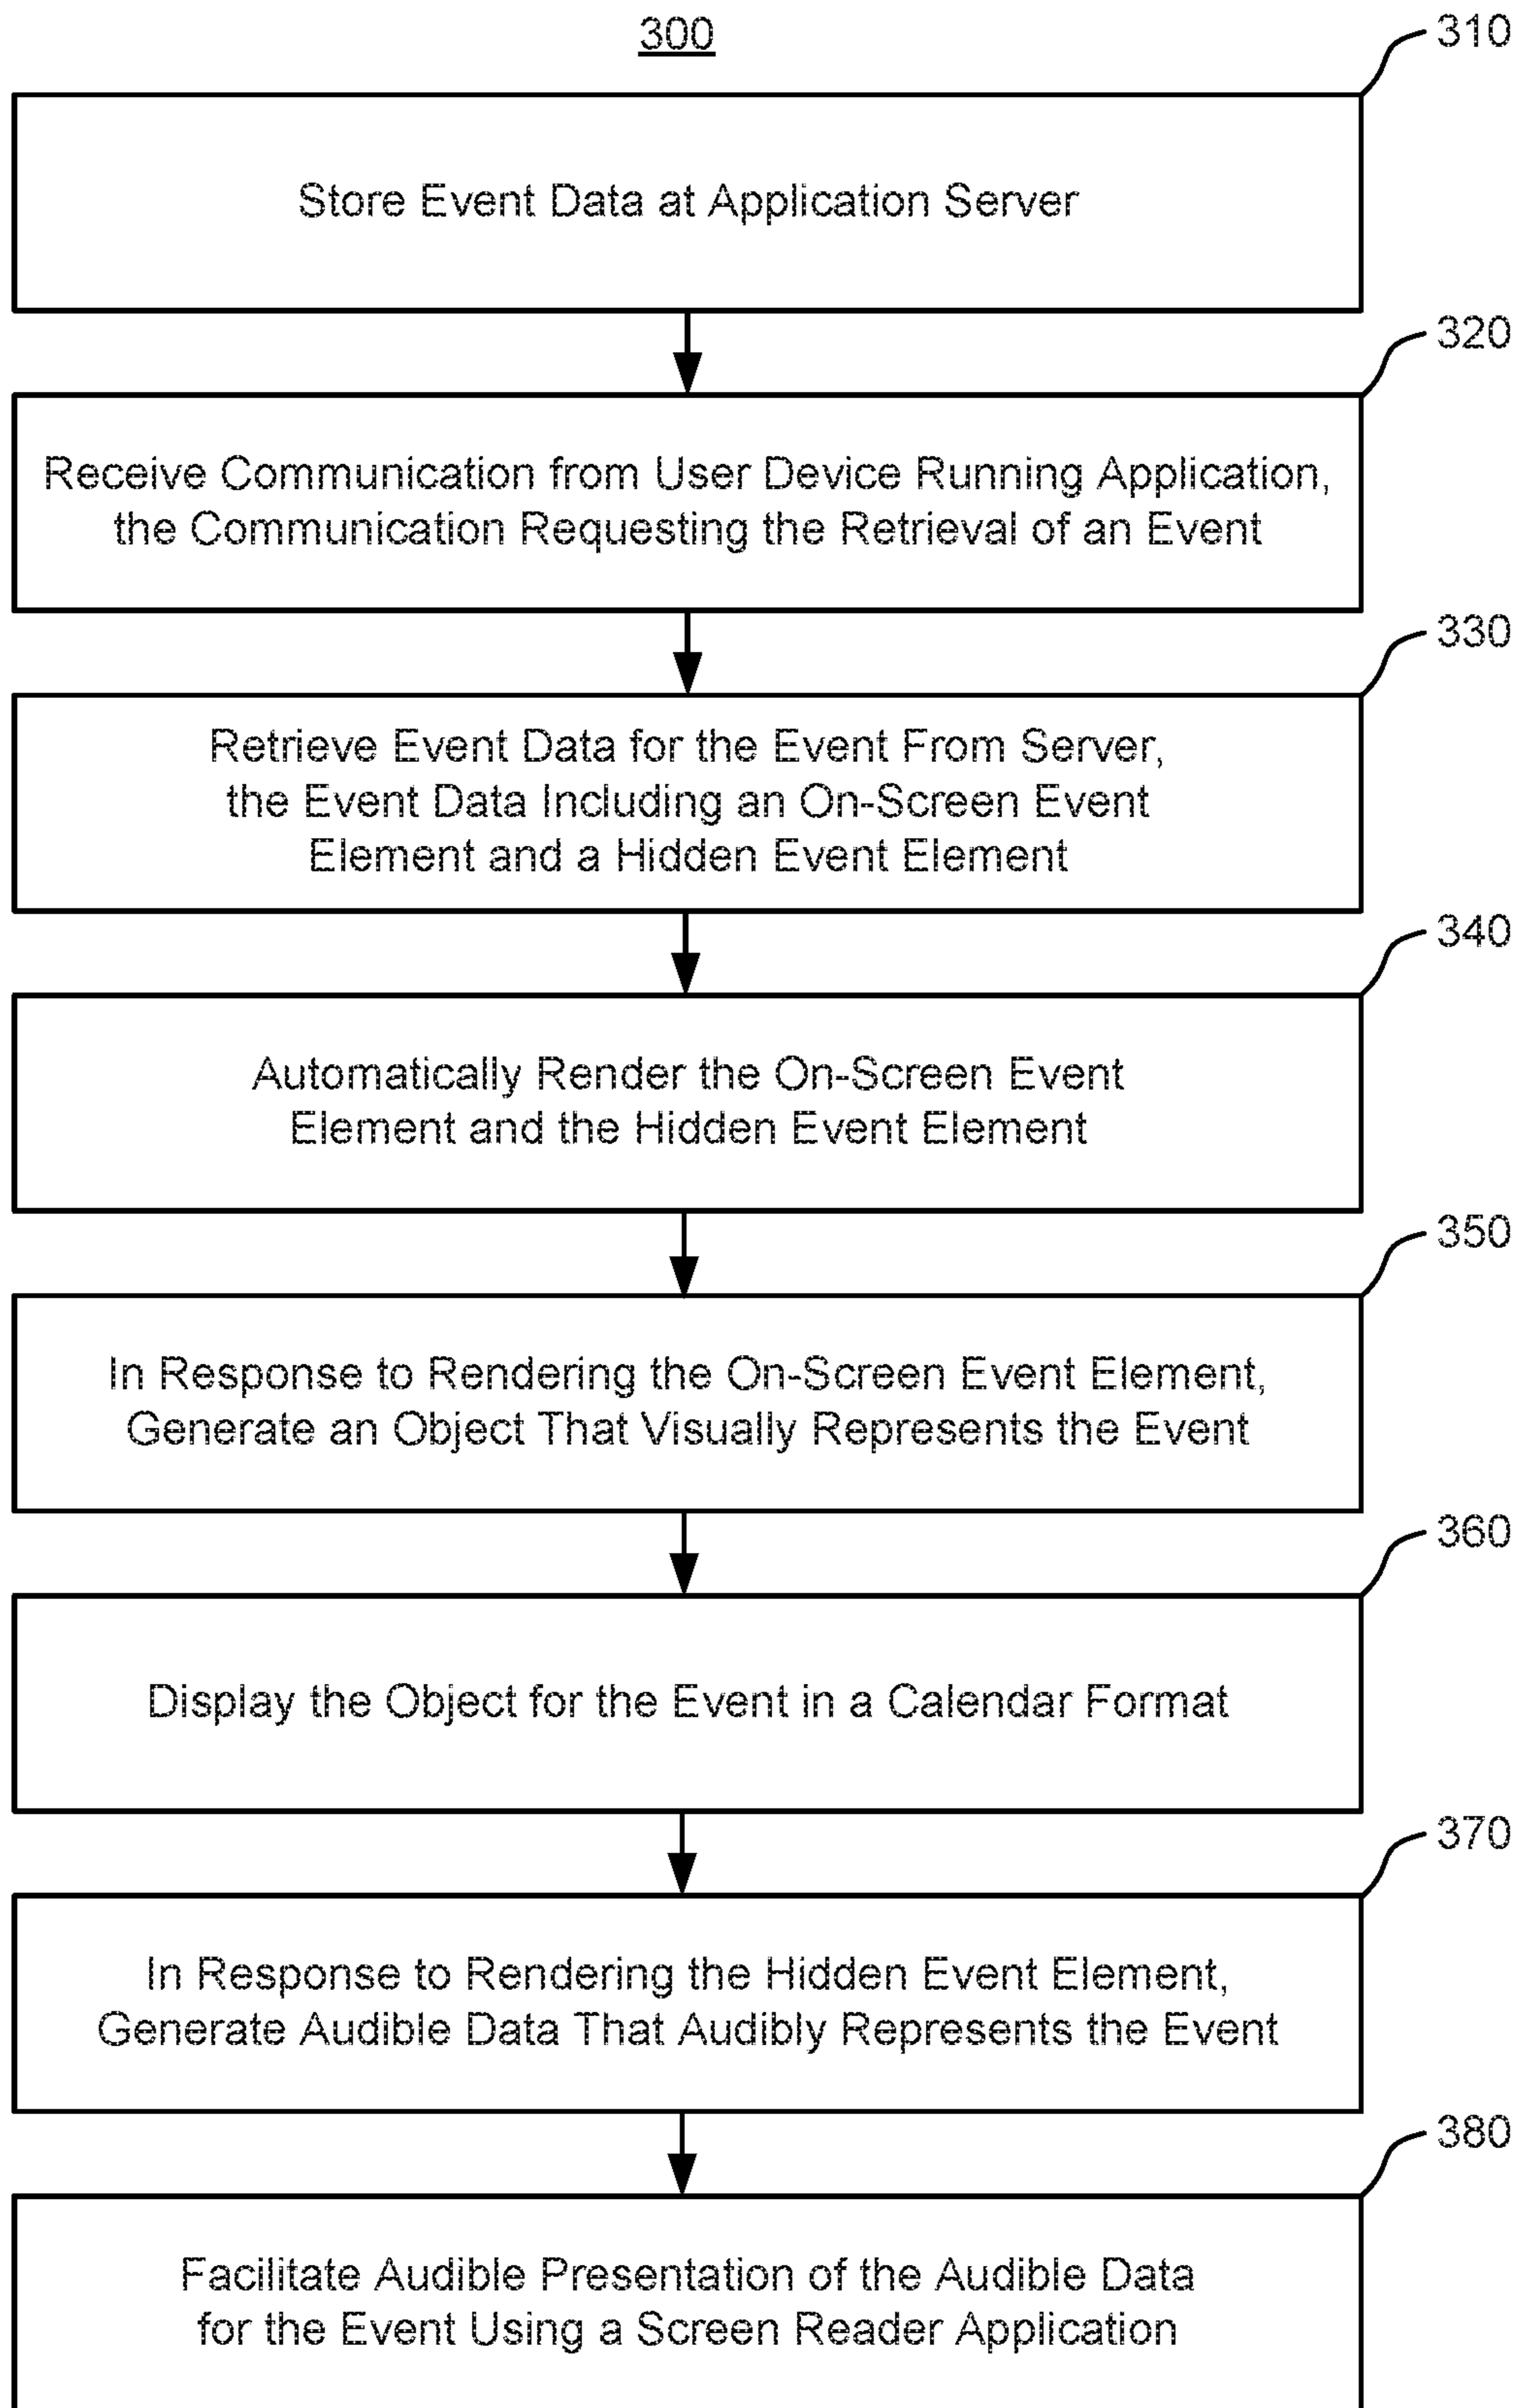 300
310
Store Event Data at Application Server
320
Receive Communication from User Device Running Application,
the Communication Requesting the Retrieval of an Event
330
Retrieve Event Data for the Event From Server,
the Event Data Including an On-Screen Event
Element and a Hidden Event Element
340
Automatically Render the On-Screen Event
Element and the Hidden Event Element
350
In Response to Rendering the On-Screen Event Element,
Generate an Object That Visually Represents the Event
360
Display the Object for the Event in a Calendar Format
370
In Response to Rendering the Hidden Event Element,
Generate Audible Data That Audibly Represents the Event
380
Facilitate Audible Presentation of the Audible Data
for the Event Using a Screen Reader Application